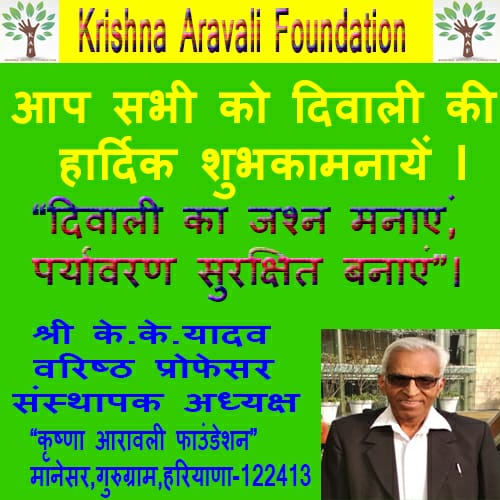 Krishna Aravali Foundation
आप सभी को दिवाली की
हार्दिक शुभकामनायें ।
“दिवाली का जश्न मनाएं,
पर्यावरण सुरक्षित बनाएं”।
श्री के.के.यादव
वरिष्ठ प्रोफेसर
संस्थापक अध्यक्ष
“कृष्णा आरावली फाउंडेशन”
मानेसर,गुरुग्राम,हरियाणा-122413